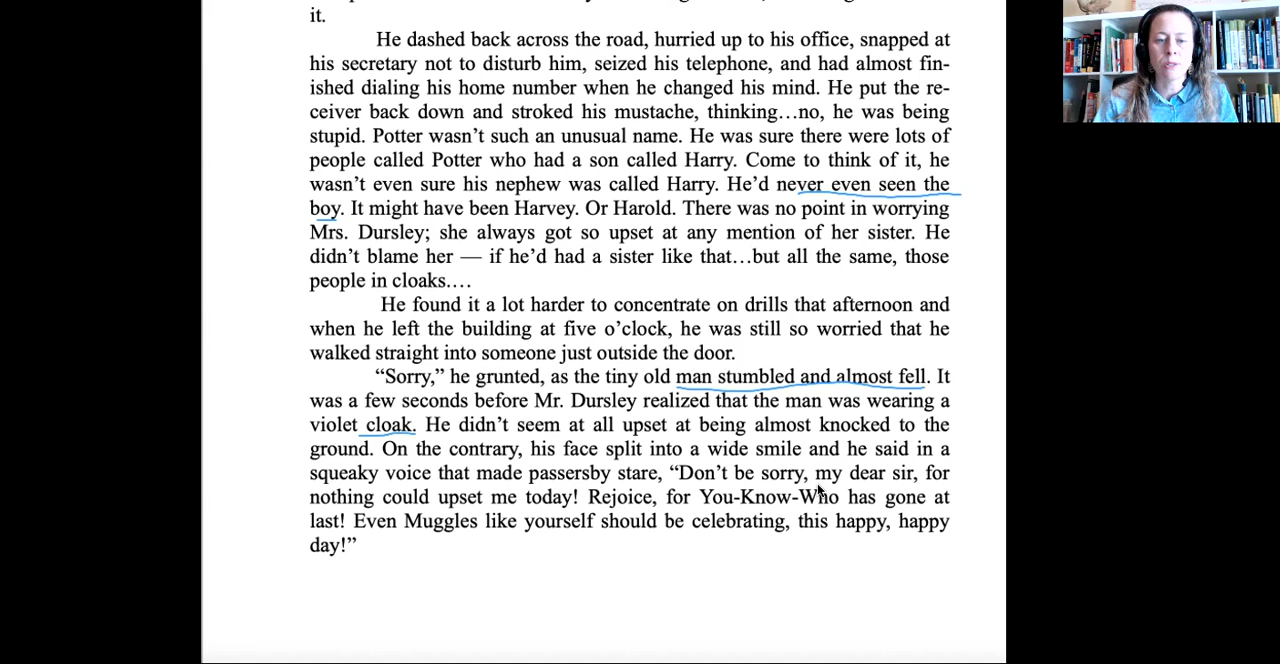 it.
He dashed back across the road, hurried up to his office, snapped at
his secretary not to disturb him, seized his telephone, and had almost fin-
ished dialing his home number when he changed his mind. He put the re-
ceiver back down and stroked his mustache, thinking…no, he was being
stupid. Potter wasn’t such an unusual name. He was sure there were lots of
people called Potter who had a son called Harry. Come to think of it, he
wasn’t even sure his nephew was called Harry. He’d never even seen the
boy. It might have been Harvey. Or Harold. There was no point in worrying
Mrs. Dursley; she always got so upset at any mention of her sister. He
didn’t blame her — if he’d had a sister like that…but all the same, those
people in cloaks….
He found it a lot harder to concentrate on drills that afternoon and
when he left the building at five o’clock, he was still so worried that he
walked straight into someone just outside the door.
“Sorry,” he grunted, as the tiny old man stumbled and almost fell. It
was a few seconds before Mr. Dursley realized that the man was wearing a
violet cloak. He didn’t seem at all upset at being almost knocked to the
ground. On the contrary, his face split into a wide smile and he said in a
squeaky voice that made passersby stare, “Don’t be sorry, my dear sir, for
nothing could upset me today! Rejoice, for You-Know-Who has gone at
last! Even Muggles like yourself should be celebrating, this happy, happy
day!”